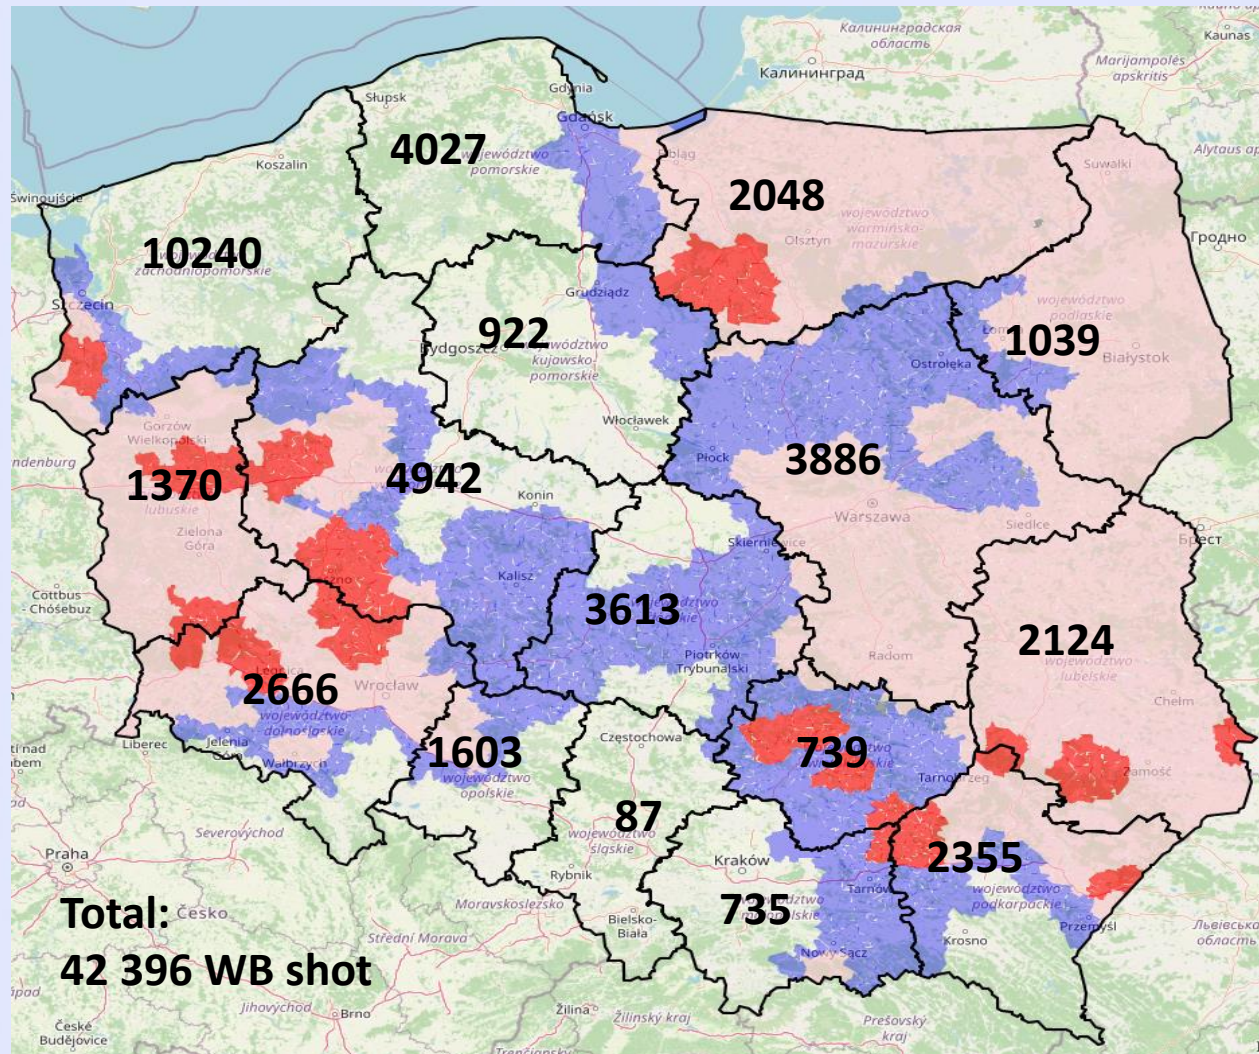 Калининградская
область
Kaunas
Marijampolės
apskritis
Калининград
Gdynia
Słupsk
Gdańsk
4027
województwo
pomorskie
Alytaus
Koszalin
Suwałki
Świnoujście
2048
województwo
warmińsko-
mazurskie
Olsztyn
Гродно
10240
zachodniopomorskie
Szczecin
Grudziądz
922
Bydgoszcz
województwo
kujawsko-
pomorskie
województwo
podlaskie
1039
Białystok
Ostrołęka
Włocławek
Gorzów
Wielkopolski
1370
lubuskie
4942
Płock
3886
Konin
Warszawa
Siedlce
Брест
Zielona
Góra
Skierniewice
Cottbus
- Chóśebuz
Kalisz
3613
2124
województwo
lubelskie
Piotrków
Trybunalski
Radom
2666
Wrocław
województwo
dolnośląskie
Chełm
Liberec
Jelenia
Góra
Wałbrzych
1603
województwo
opolskie
Częstochowa
739
Tarnobrzeg
Zamość
87
województwo
śląskie
Severovýchod
Praha
Kraków
2355
województwo
podkarpackie
Rybnik
Tarnów
735
Moravskoslezsko
Bielsko-
Biała
Przemyśl
Krosno
Nowy Sącz
Львівська
область
Total:
Česko
Střední Morava
42 396 WB shot
Jihovýchod
Brno
Žilina
Žilinský kraj
Prešovský
kraj
České
Budějovice
Trenčiansky